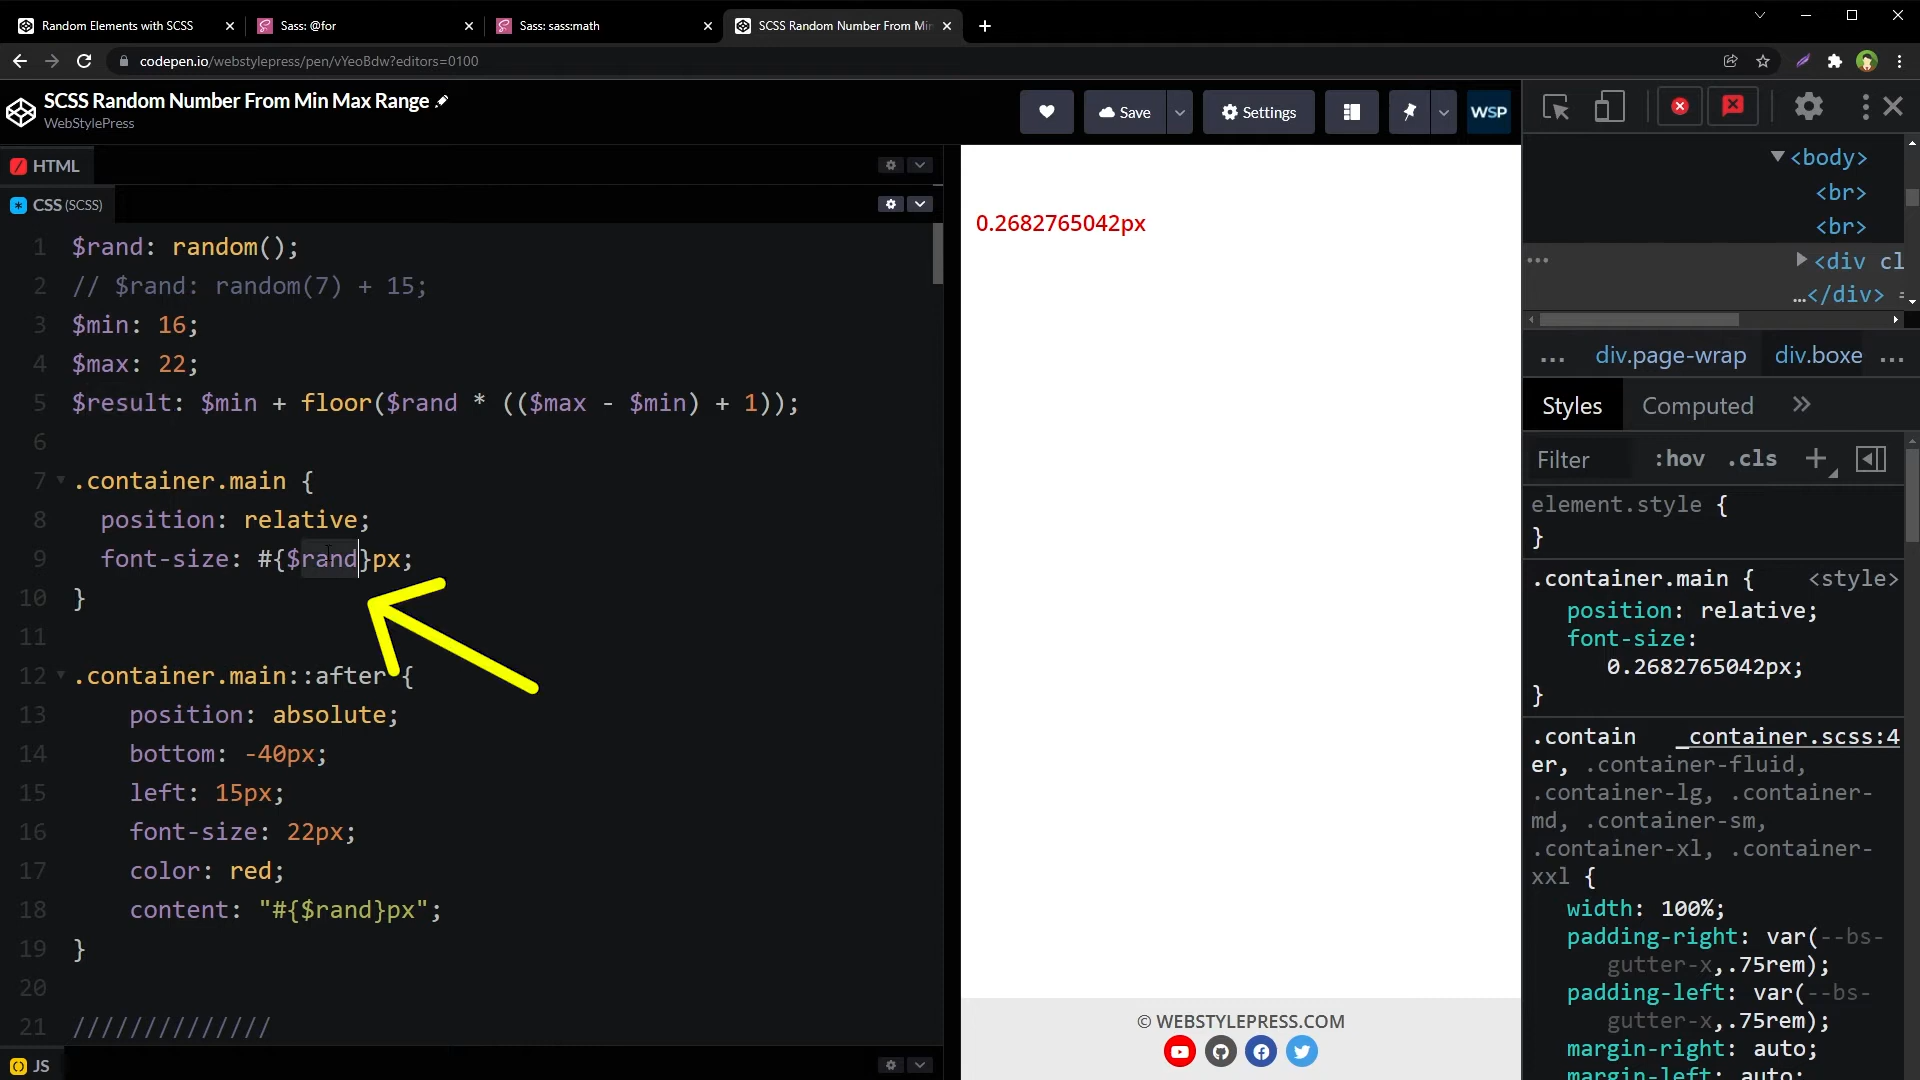 Random Elements with SCSS
Sass: @for
Sass: sass:math
SCSS Random Number From Min
codepen.io/webstylepress/pen/vYeoBdw?editors=0100
SCSS Random Number From Min Max Range
WebStylePress
Save
Settings
WSP
HTML
CSS (SCSS)
1 $rand: random();
2 // $rand: random(7) + 15;
3 $min: 16;
4 $max: 22;
5 $result: $min + floor($rand * (($max - $min) + 1));
6
7 .container.main {
8 position: relative;
9 font-size: #{$rand}px;
10 }
11
12 .container.main::after {
13 position: absolute;
14 bottom: -40px;
15 left: 15px;
16 font-size: 22px;
17 color: red;
18 content: "#{$rand}px";
19 }
20
21 //////////////
JS
0.2682765042px
© WEBSTYLEPRESS.COM
<body>
<br>
<br>
... <div cl
…</div> =
... div.page-wrap div.boxe ...
Styles Computed
Filter :hov .cls
element.style {
}
.container.main { <style>
position: relative;
font-size:
0.2682765042px;
}
.contain _container.scss:4
er, .container-fluid,
.container-lg, .container-
md, .container-sm,
.container-xl, .container-
xxl {
width: 100%;
padding-right: var(--bs-
gutter-x,.75rem);
padding-left: var(--bs-
gutter-x,.75rem);
margin-right: auto;
margin-left: auto;